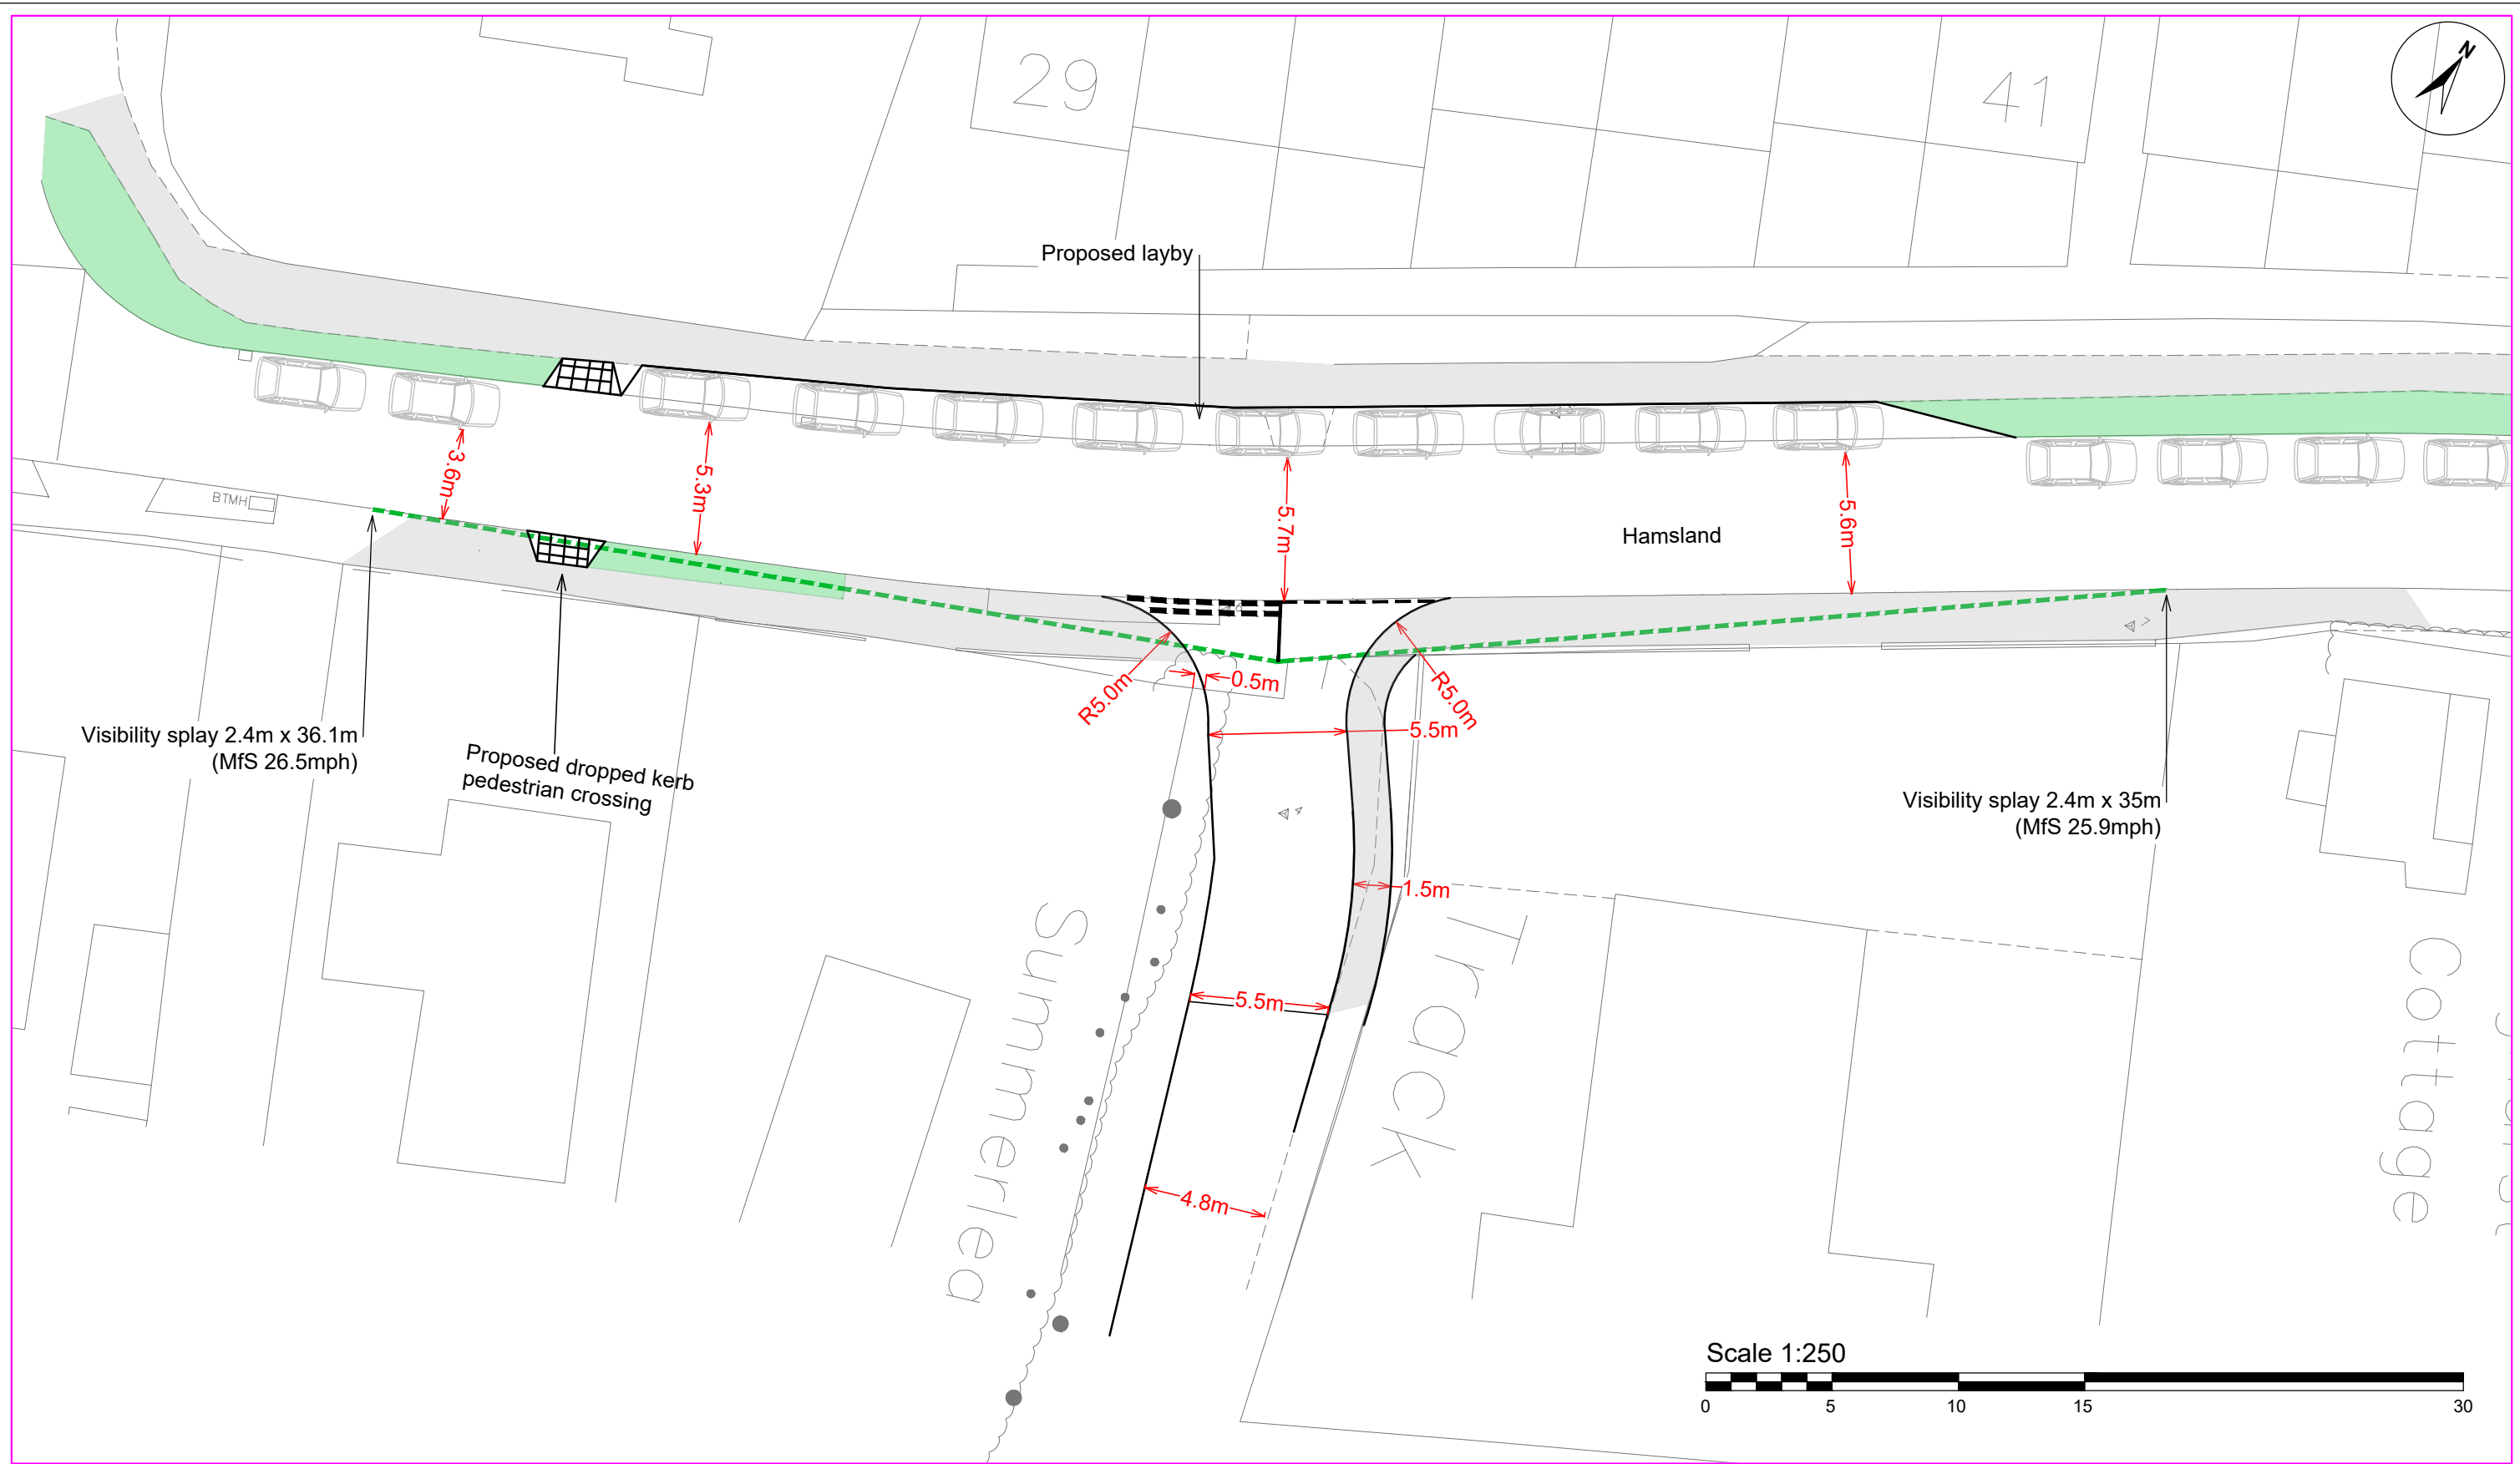 N
29
41
Proposed layby
3.6m
5.3m
5.7m
5.6m
Hamsland
BTMH
R5.0m
0.5m
R5.0m
5.5m
Visibility splay 2.4m x 36.1m
(MfS 26.5mph)
Proposed dropped kerb
pedestrian crossing
Visibility splay 2.4m x 35m
(MfS 25.9mph)
1.5m
Summerled
Track
Cottage
5.5m
4.8m
Scale 1:250
0 5 10 15 30